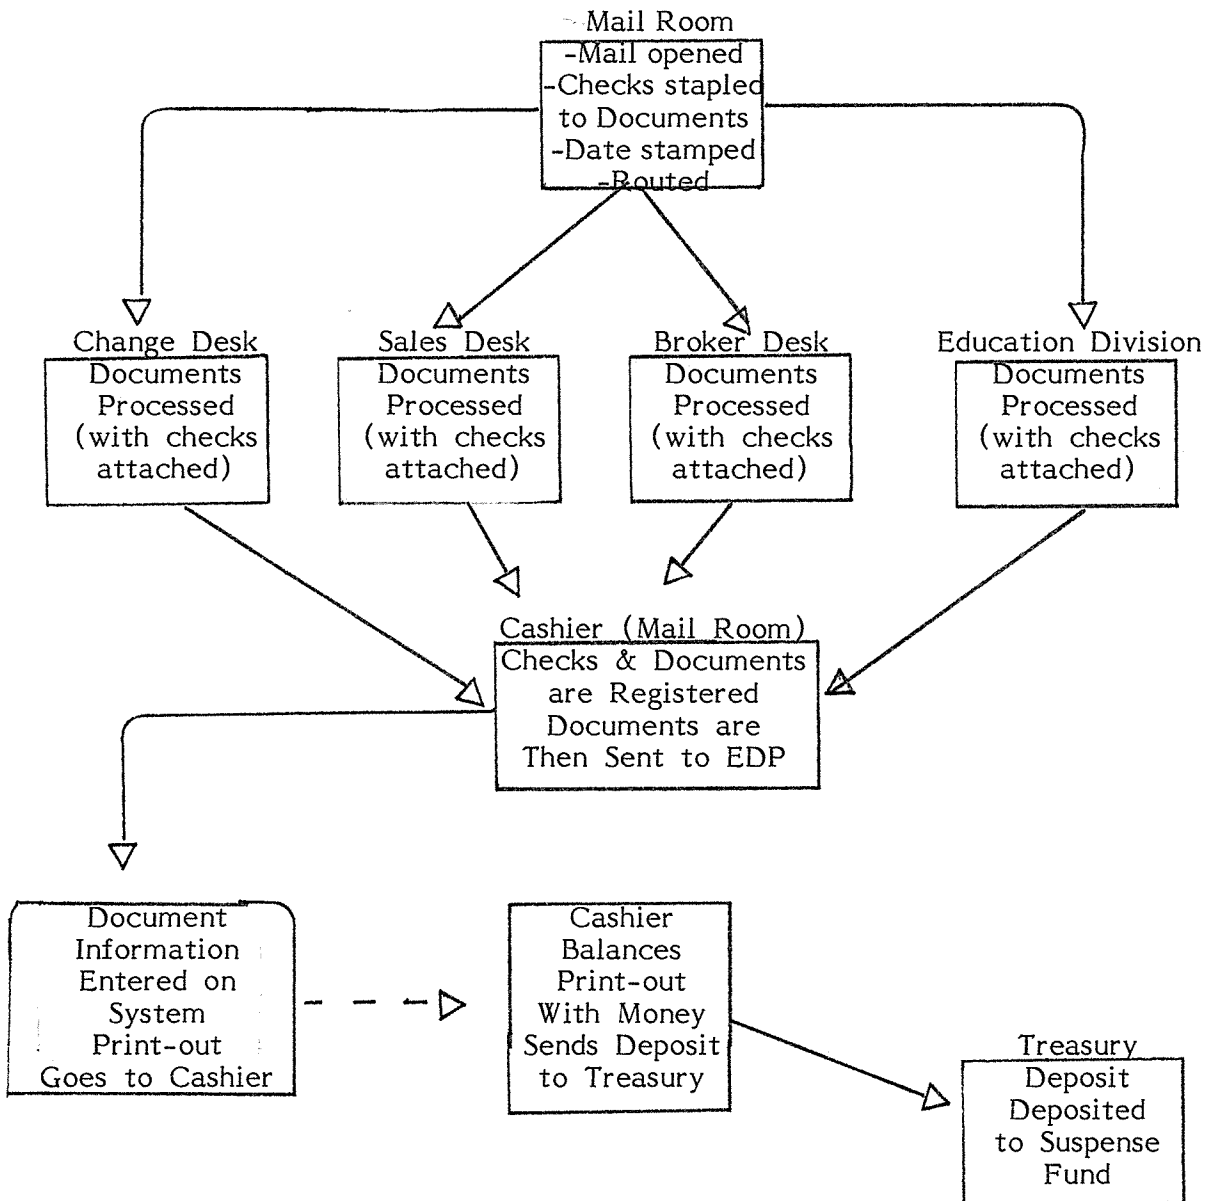 Mail Room
-Mail opened
-Checks stapled
to Documents
-Date stamped
-Routed
Change Desk
Documents
Processed
(with checks
attached)
Sales Desk
Documents
Processed
(with checks
attached)
Broker Desk
Documents
Processed
(with checks
attached)
Education Division
Documents
Processed
(with checks
attached)
Cashier (Mail Room)
Checks & Documents
are Registered
Documents are
Then Sent to EDP
Document
Information
Entered on
System
Print-out
Goes to Cashier
Cashier
Balances
Print-out
With Money
Sends Deposit
to Treasury
Treasury
Deposit
Deposited
to Suspense
Fund